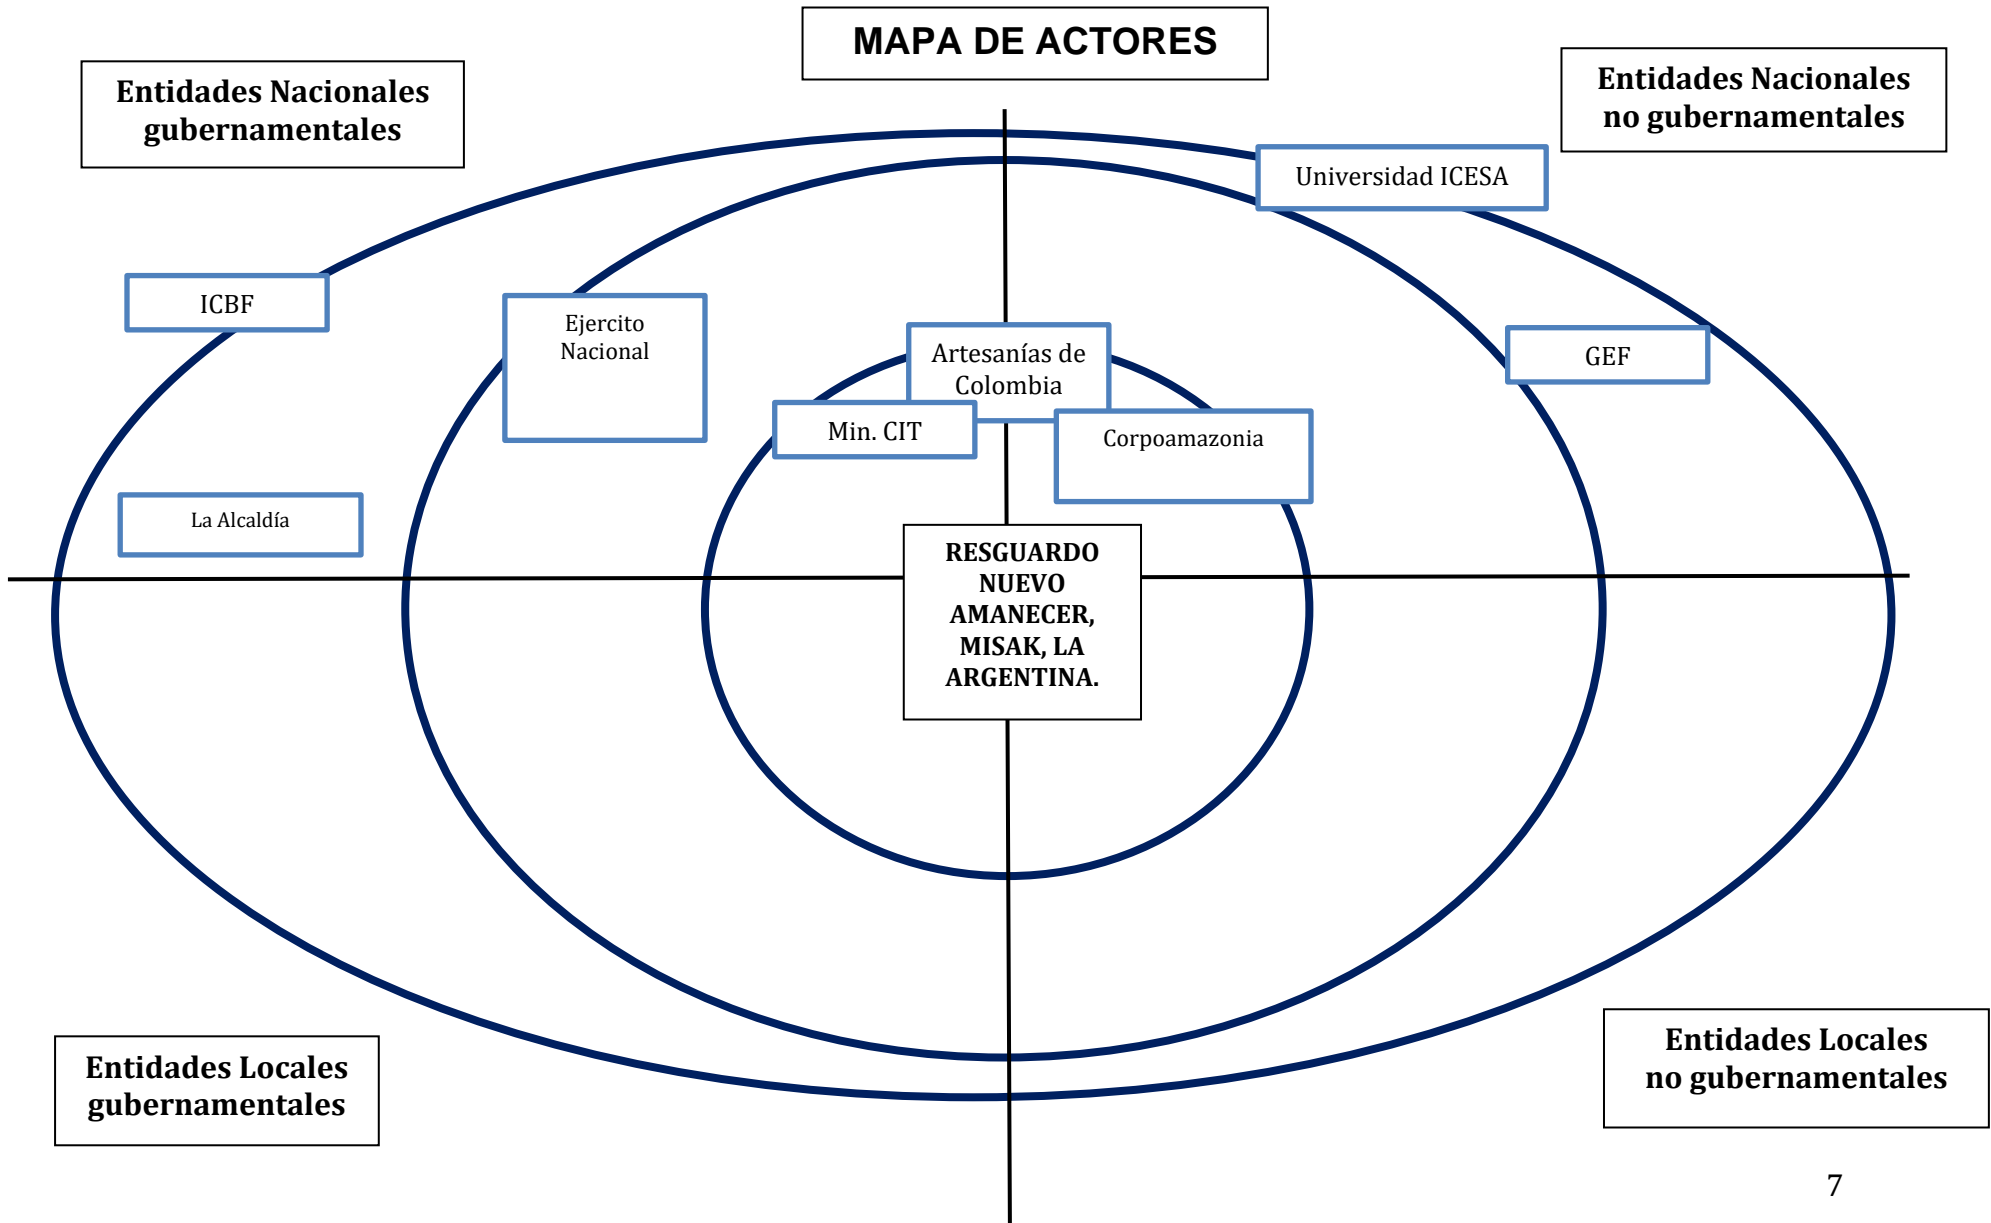 MAPA DE ACTORES
Entidades Nacionales
gubernamentales
Entidades Nacionales
no gubernamentales
Universidad ICESA
ICBF
Ejercito
Nacional
Artesanías de
Colombia
GEF
Min. CIT
Corpoamazonia
La Alcaldía
RESGUARDO
NUEVO
AMANECER,
MISAK, LA
ARGENTINA.
Entidades Locales
gubernamentales
Entidades Locales
no gubernamentales
7